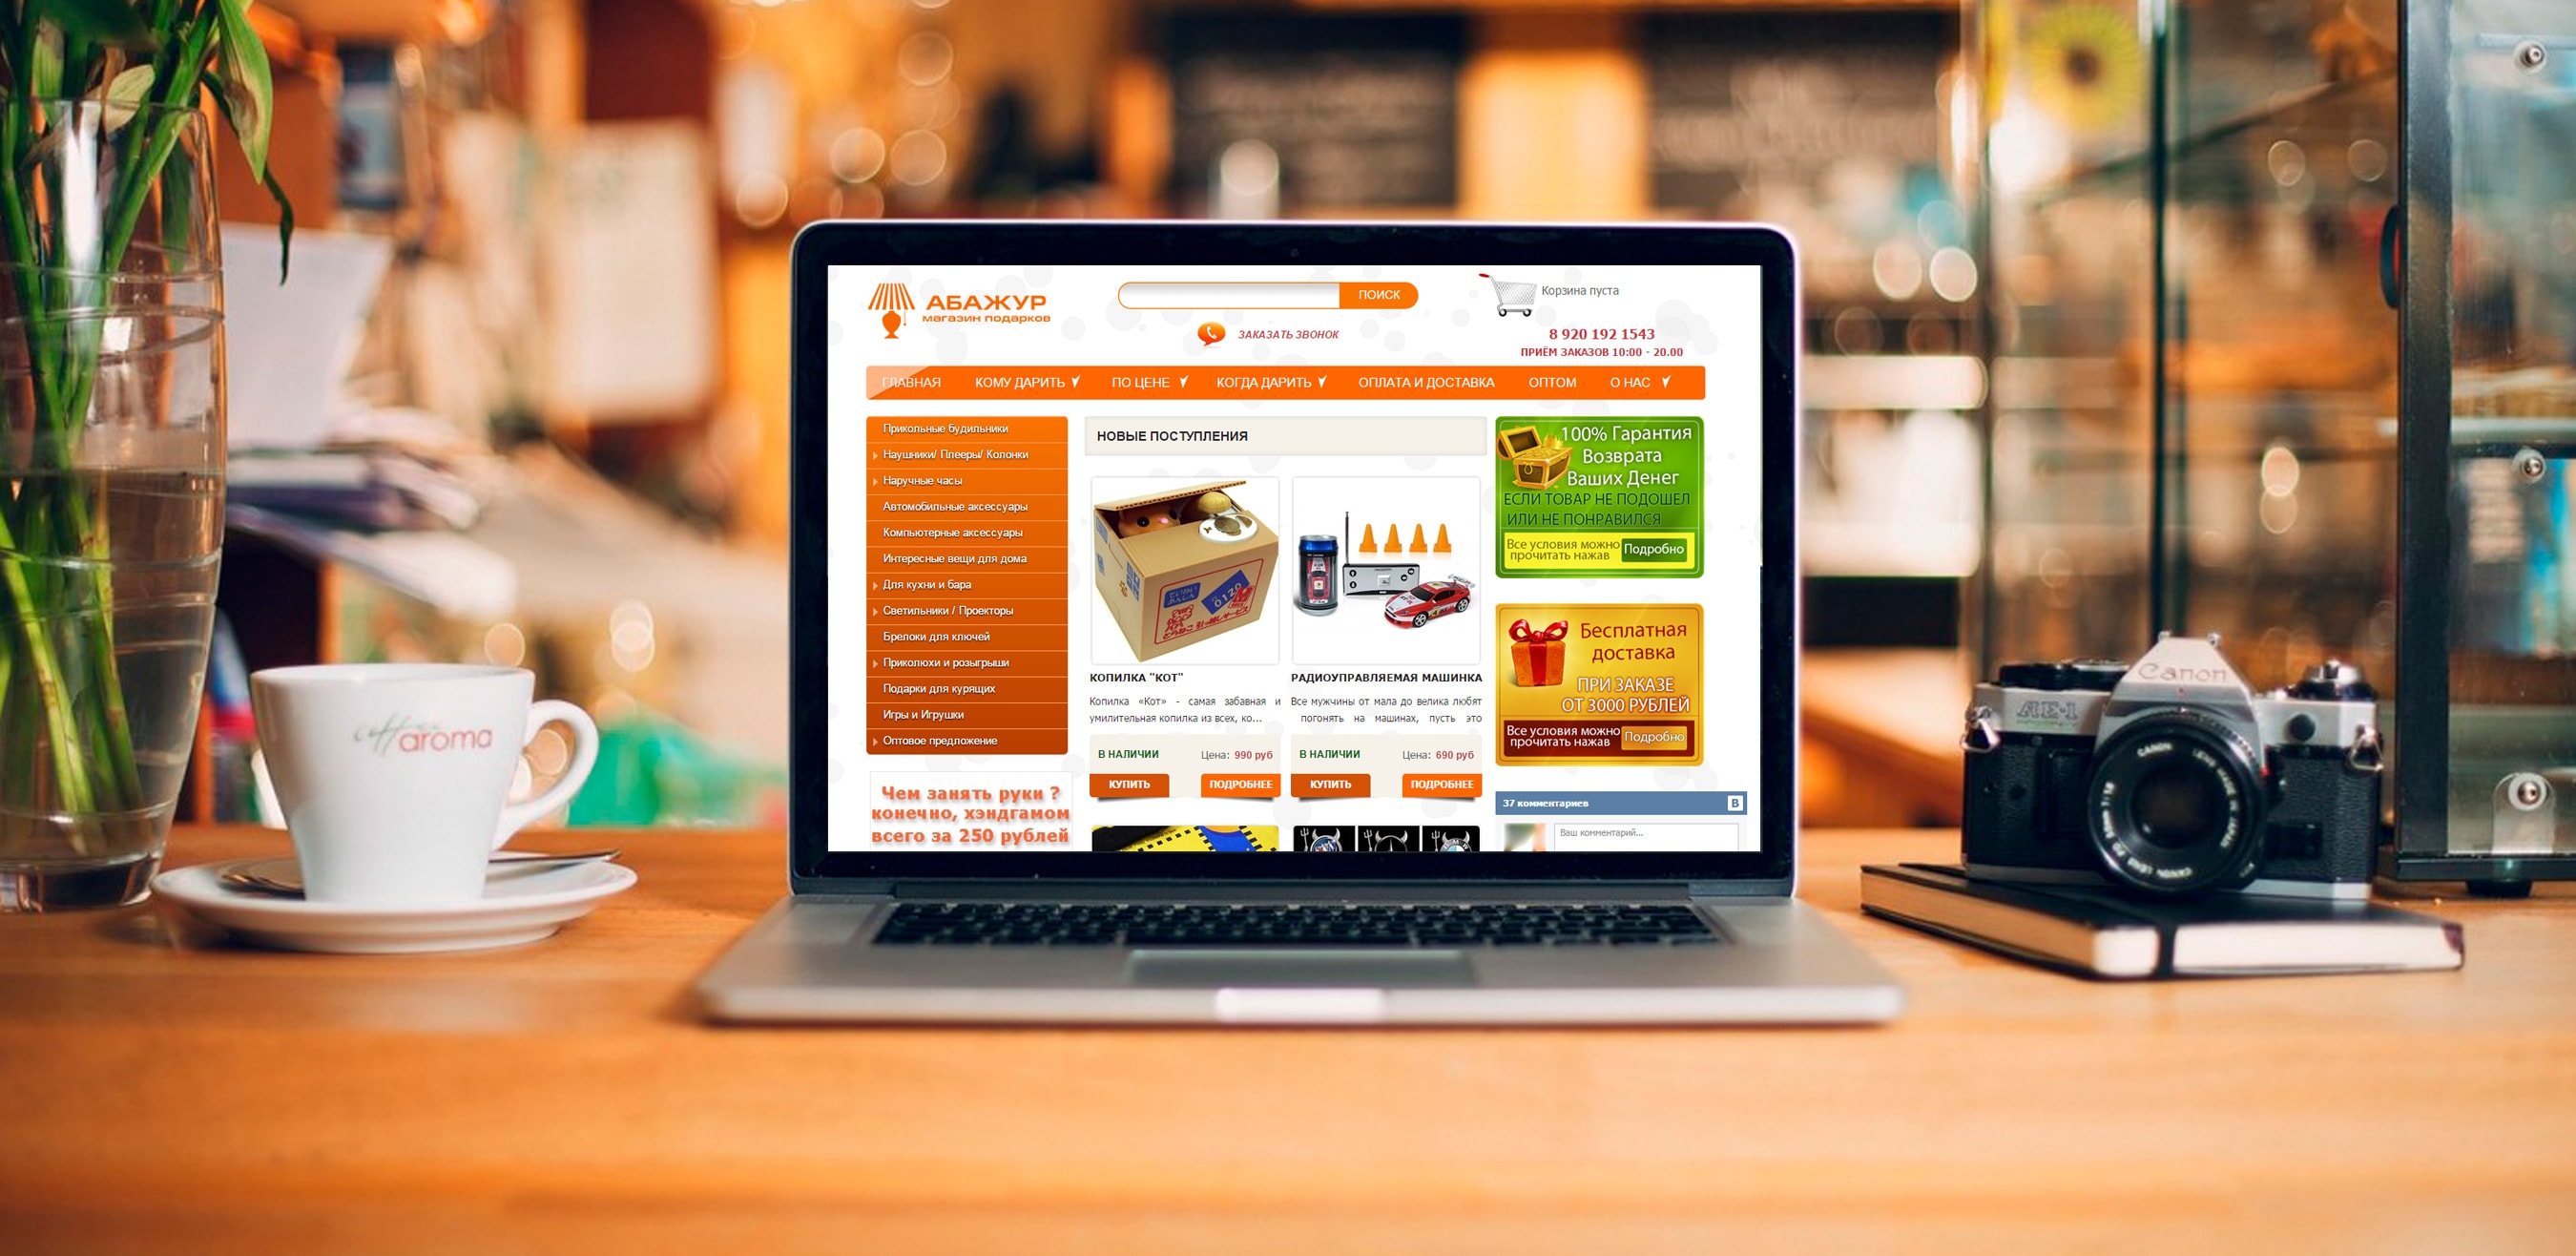 АБАЖУР
магазин подарков
ПОИСК
ЗАКАЗАТЬ ЗВОНОК
Корзина пуста
8 920 192 1543
ПРИЁМ ЗАКАЗОВ 10:00 - 20.00
ГЛАВНАЯ КОМУ ДАРИТЬ ПО ЦЕНЕ КОГДА ДАРИТЬ ОПЛАТА И ДОСТАВКА ОПТОМ О НАС
Прикольные будильники
Наушники/ Плееры/ Колонки
Наручные часы
Автомобильные аксессуары
Компьютерные аксессуары
Интересные вещи для дома
Для кухни и бара
Светильники / Проекторы
Брелоки для ключей
Приколюхи и розыгрыши
Подарки для курящих
Игры и Игрушки
Оптовое предложение
Чем занять руки ?
конечно, хэндгамом
всего за 250 рублей
НОВЫЕ ПОСТУПЛЕНИЯ
КОПИЛКА "КОТ"
Копилка «Кот» - самая забавная и
умилительная копилка из всех, ко...
В НАЛИЧИИ Цена: 990 руб
КУПИТЬ ПОДРОБНЕЕ
РАДИОУПРАВЛЯЕМАЯ МАШИНКА
Все мужчины от мала до велика любят
погонять на машинах, пусть это
В НАЛИЧИИ Цена: 690 руб
КУПИТЬ ПОДРОБНЕЕ
100% Гарантия
Возврата
Ваших Денег
ЕСЛИ ТОВАР НЕ ПОДОШЕЛ
ИЛИ НЕ ПОНРАВИЛСЯ
Все условия можно
прочитать нажав
Подробно
Бесплатная
доставка
ПРИ ЗАКАЗЕ
ОТ 3000 РУБЛЕЙ
Все условия можно
прочитать нажав
Подробно
37 комментариев
B
Ваш комментарий...
aroma
Canon
AE-1